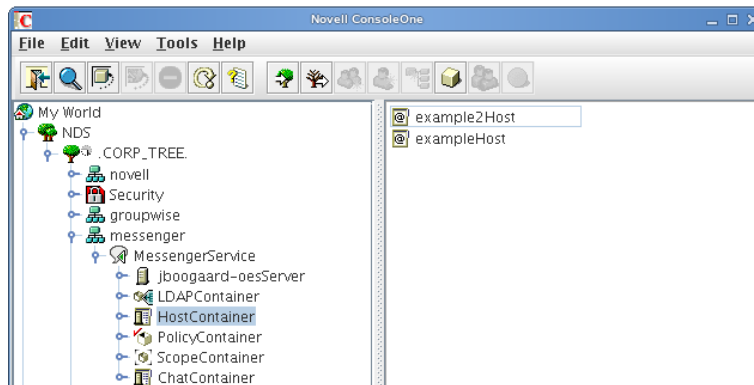 Novell ConsoleOne
File Edit View Tools Help
My World
NDS
.CORP_TREE.
novell
Security
groupwise
messenger
MessengerService
jboogaard-oesServer
LDAPContainer
HostContainer
PolicyContainer
ScopeContainer
ChatContainer
example2Host
exampleHost